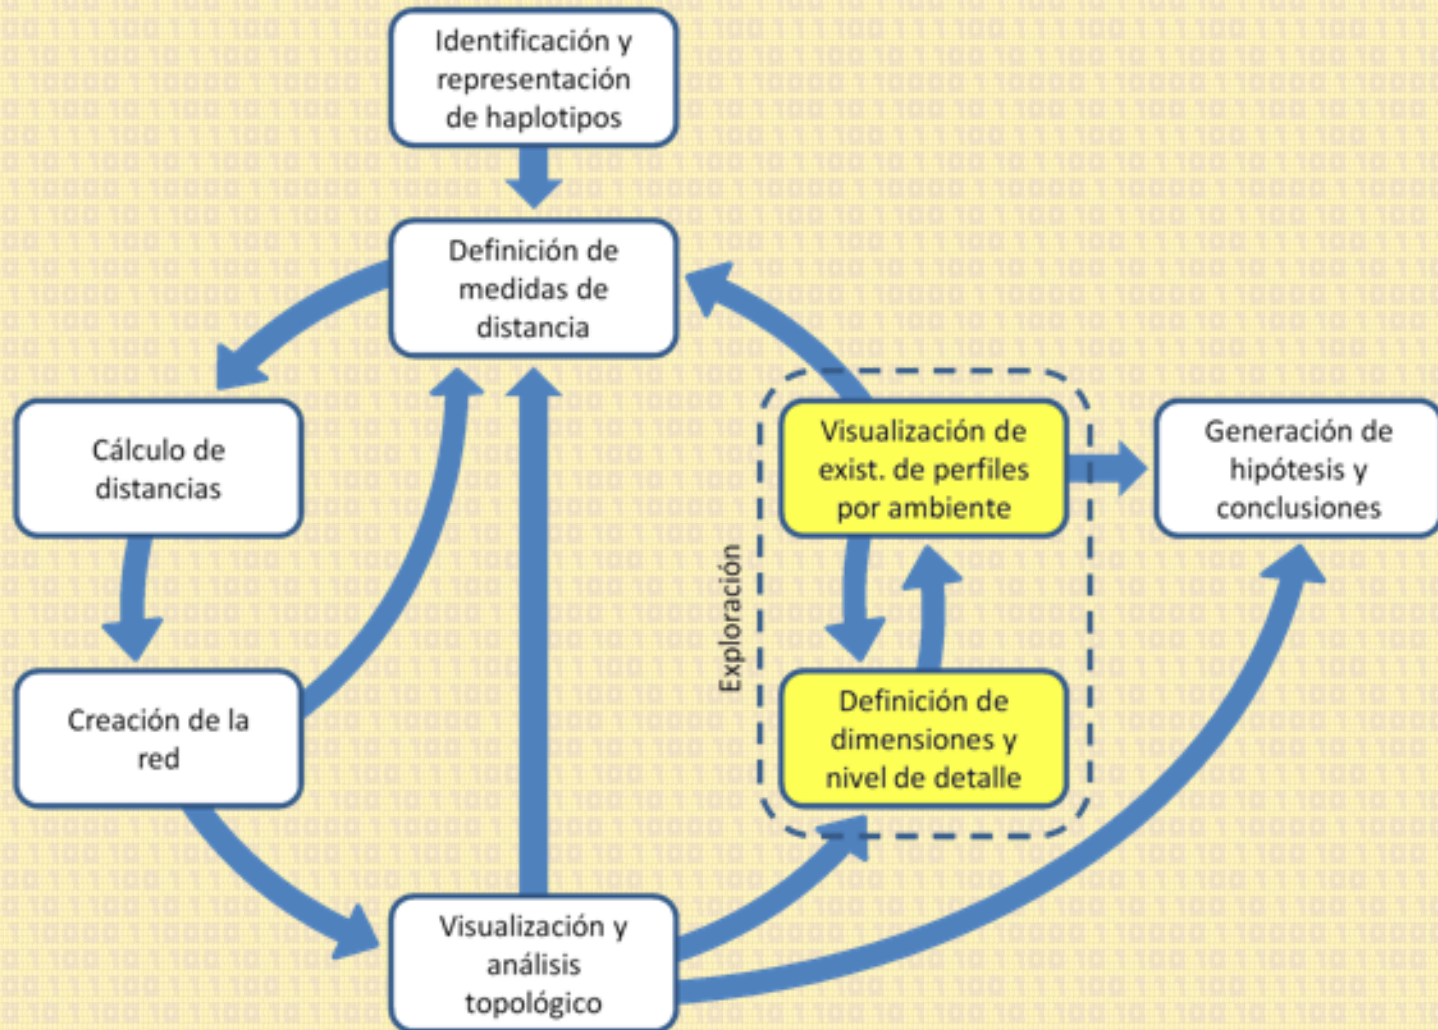 Identificación y
representación
de haplotipos
Definición de
medidas de
distancia
Cálculo de
distancias
Visualización de
exist. de perfiles
por ambiente
Generación de
hipótesis y
conclusiones
Exploración
Creación de la
red
Definición de
dimensiones y
nivel de detalle
Visualización y
análisis
topológico